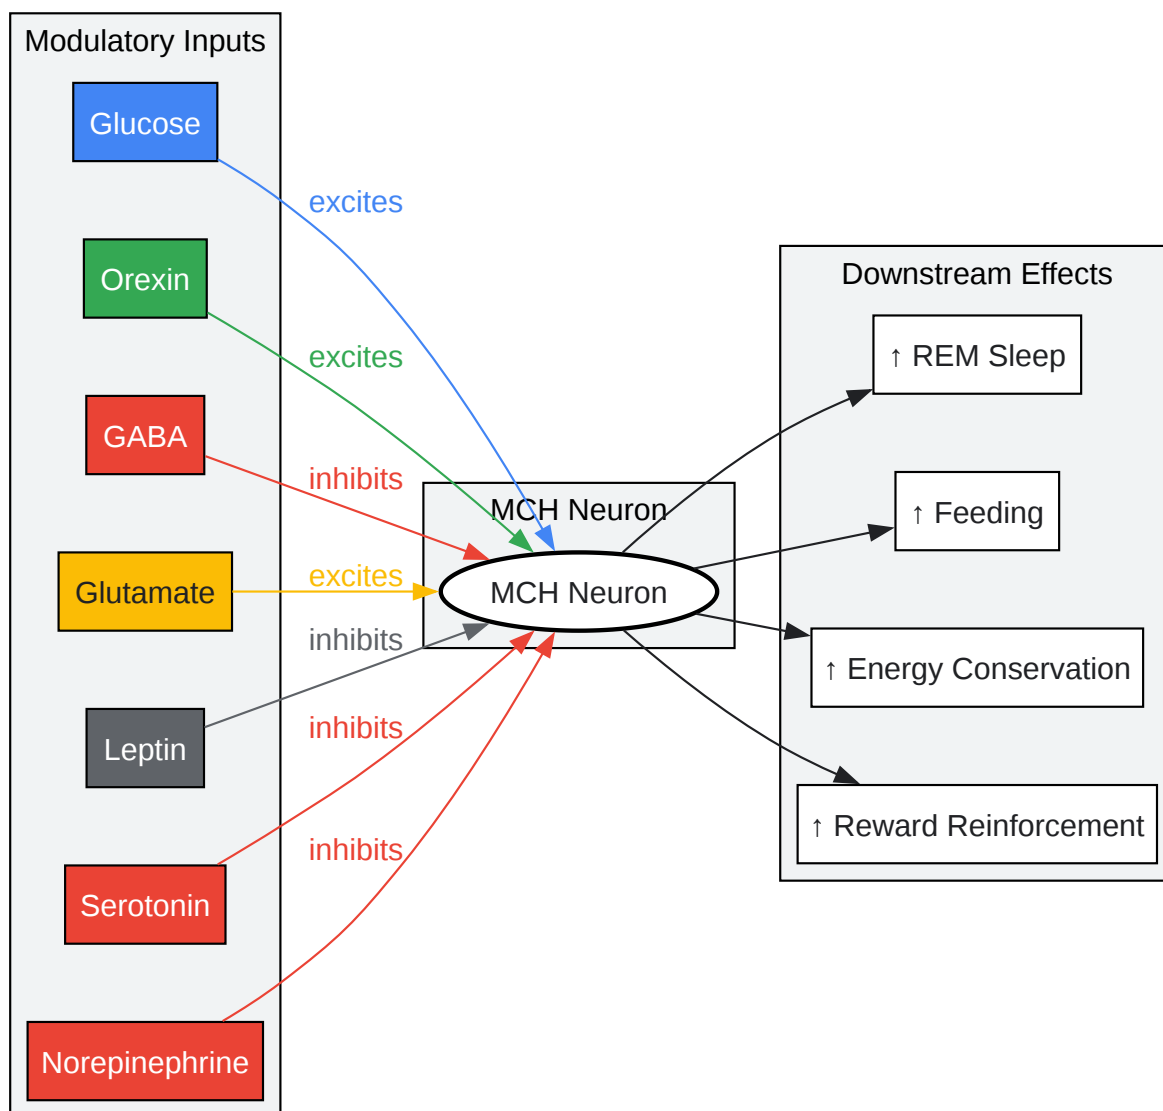 Modulatory Inputs
Glucose
Orexin
GABA
Glutamate
Leptin
Serotonin
Norepinephrine
excites
excites
inhibits
excites
inhibits
inhibits
inhibits
MCH Neuron
MCH Neuron
Downstream Effects
↑ REM Sleep
↑ Feeding
↑ Energy Conservation
↑ Reward Reinforcement